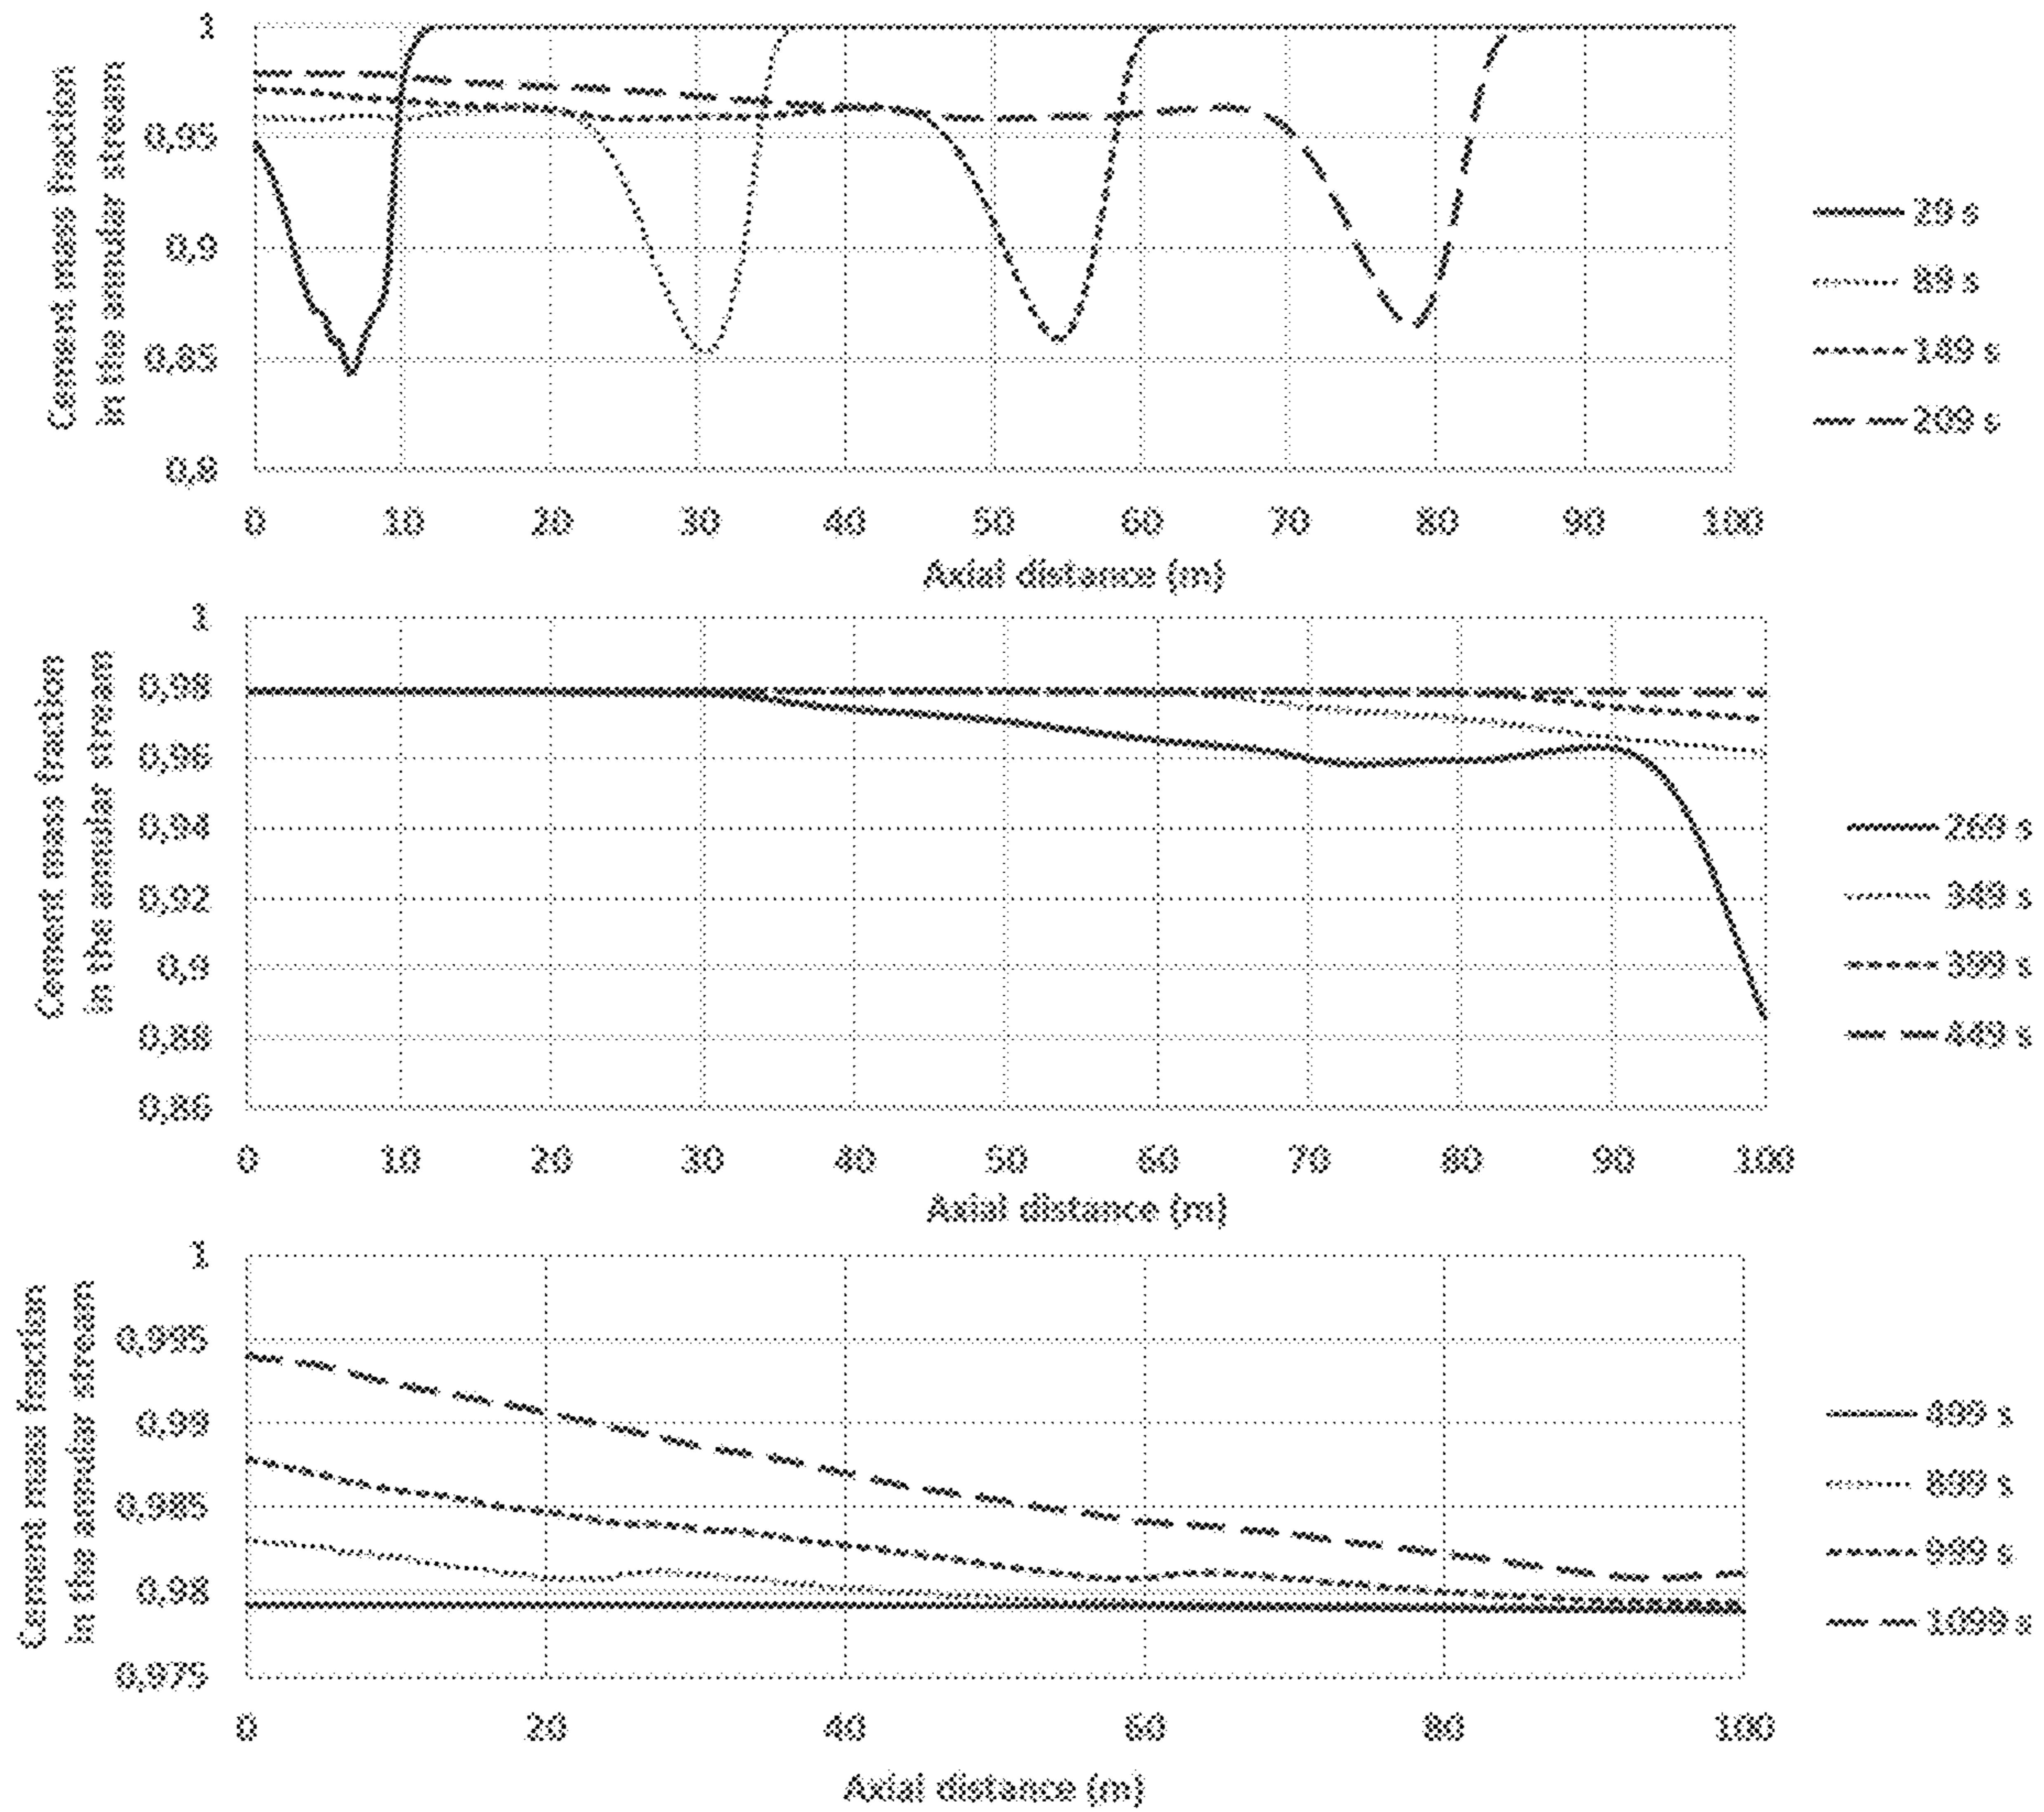 Cement mass fraction
in the annular stream
1
0,95
0,9
0,85
0,8
0 10 20 30 40 50 60 70 80 90 100
Axial distance (m)
29 s
89 s
149 s
209 s
Cement mass fraction
in the annular stream
1
0,98
0,96
0,94
0,92
0,9
0,88
0,86
0 10 20 30 40 50 60 70 80 90 100
Axial distance (m)
269 s
349 s
399 s
449 s
Cement mass fraction
in the annular stream
1
0,995
0,99
0,985
0,98
0,975
0 20 40 60 80 100
Axial distance (m)
499 s
899 s
999 s
1099 s